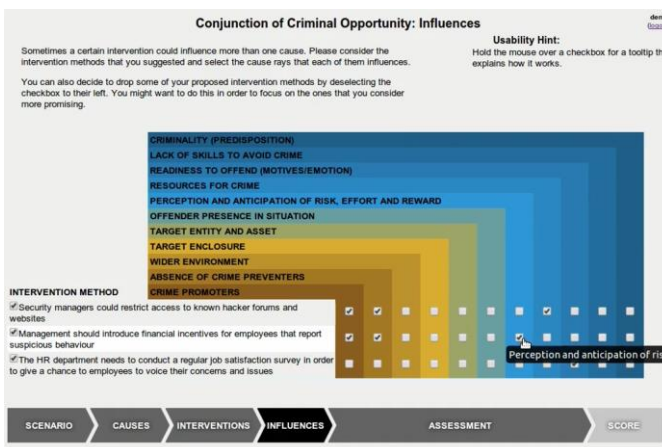 Conjunction of Criminal Opportunity: Influences
Usability Hint:
Hold the mouse over a checkbox for a tooltip th
explains how it works.
Sometimes a certain intervention could influence more than one cause. Please consider the
intervention methods that you suggested and select the cause rays that each of them influences.
You can also decide to drop some of your proposed intervention methods by deselecting the
checkbox to their left. You might want to do this in order to focus on the ones that you consider
more promising.
CRIMINALITY (PREDISPOSITION)
LACK OF SKILLS TO AVOID CRIME
READINESS TO OFFEND (MOTIVES/EMOTION)
RESOURCES FOR CRIME
PERCEPTION AND ANTICIPATION OF RISK, EFFORT AND REWARD
OFFENDER PRESENCE IN SITUATION
TARGET ENTITY AND ASSET
TARGET ENCLOSURE
WIDER ENVIRONMENT
ABSENCE OF CRIME PREVENTERS
INTERVENTION METHOD
CRIME PROMOTERS
Security managers could restrict access to known hacker forums and
websites
Management should introduce financial incentives for employees that report
suspicious behaviour
Perception and anticipation of ris
The HR department needs to conduct a regular job satisfaction survey in order
to give a chance to employees to voice their concerns and issues
SCENARIO CAUSES INTERVENTIONS INFLUENCES ASSESSMENT SCORE